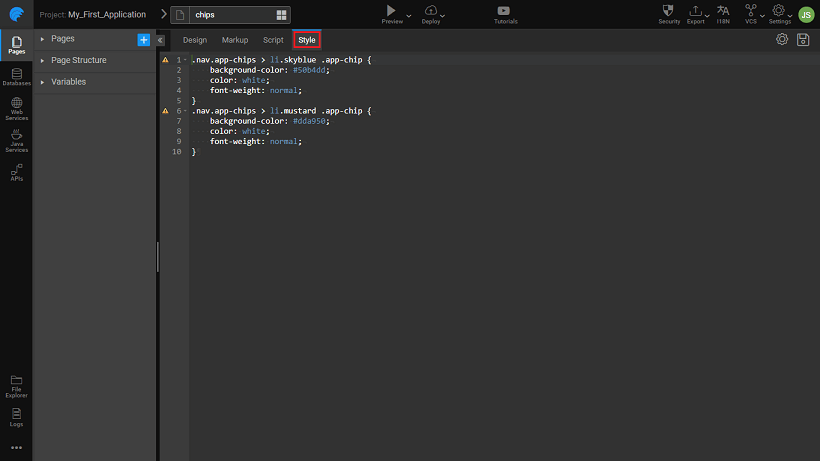 Project: My_First_Application
chips
Preview
Deploy
Tutorials
Security
Export
I18N
VCS
Settings
JS
Pages
Databases
Web
Services
Java
Services
APIs
File
Explorer
Logs
Pages
Page Structure
Variables
Design Markup Script Style
1 .nav.app-chips > li.skyblue .app-chip {
2 background-color: #50b4dd;
3 color: white;
4 font-weight: normal;
5 }
6 .nav.app-chips > li.mustard .app-chip {
7 background-color: #dda950;
8 color: white;
9 font-weight: normal;
10 }